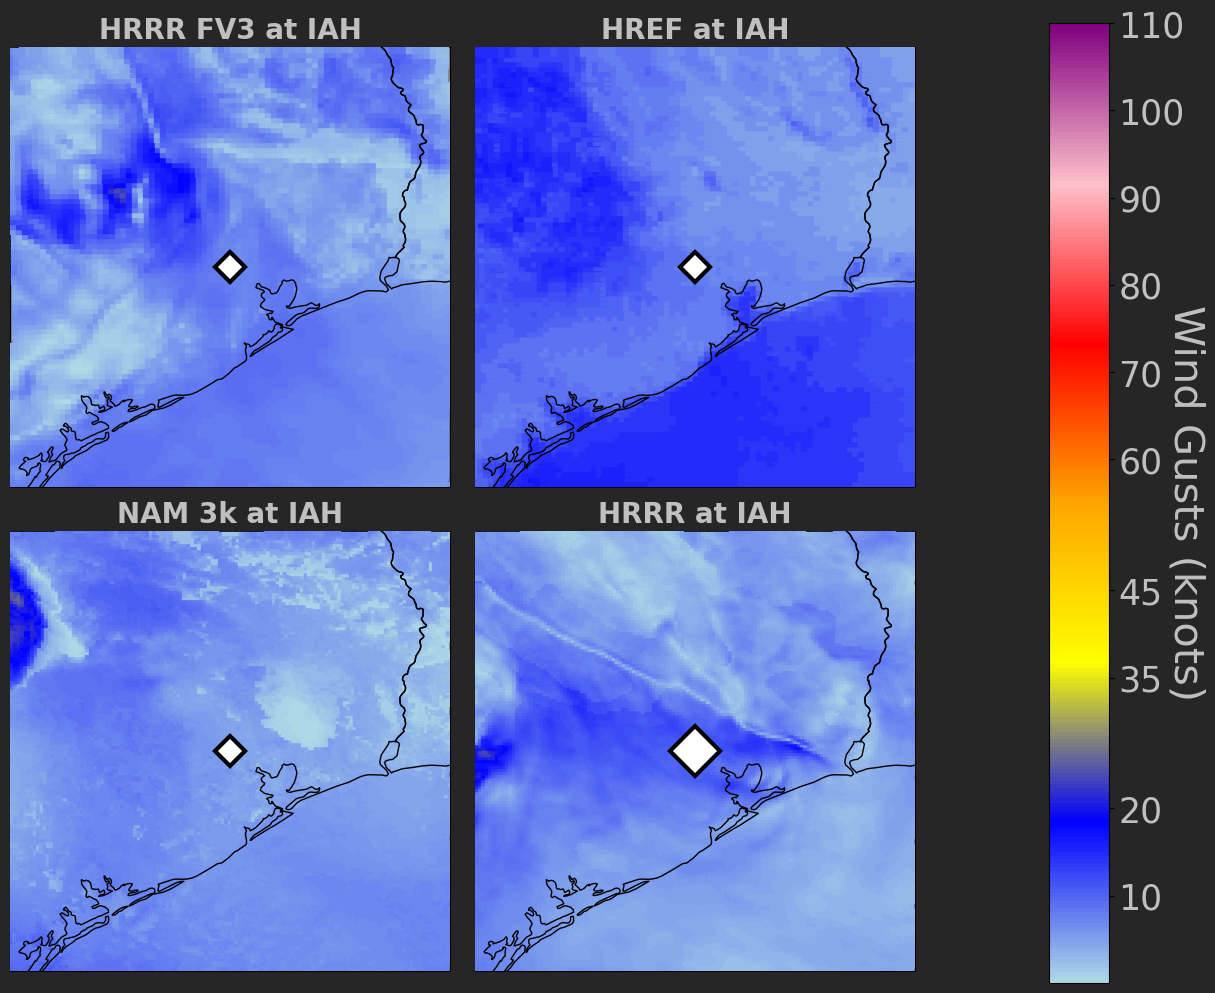 HRRR FV3 at IAH
HREF at IAH
NAM 3k at IAH
HRRR at IAH
110
100
90
80
70
60
45
35
20
10
Wind Gusts (knots)